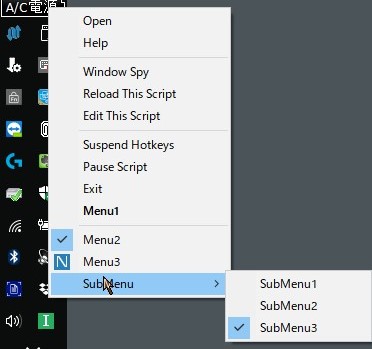 A/C電源
Open
Help
Window Spy
Reload This Script
Edit This Script
Suspend Hotkeys
Pause Script
Exit
Menu1
Menu2
Menu3
SubMenu
SubMenu1
SubMenu2
SubMenu3